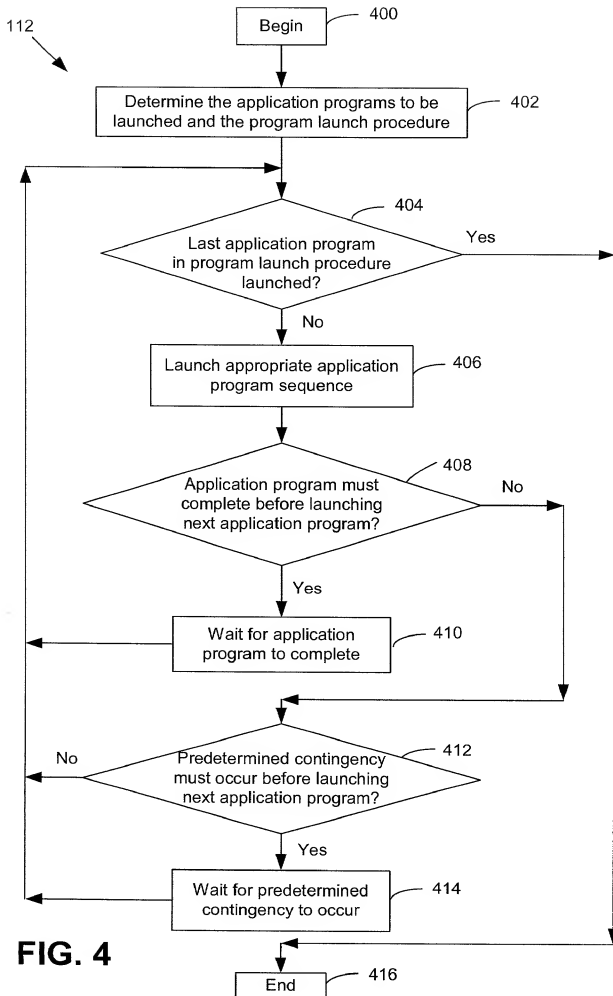 112
Begin
400
Determine the application programs to be
launched and the program launch procedure
402
404
Last application program
in program launch procedure
launched?
Yes
No
Launch appropriate application
program sequence
406
408
Application program must
complete before launching
next application program?
No
Yes
Wait for application
program to complete
410
412
Predetermined contingency
must occur before launching
next application program?
No
Yes
Wait for predetermined
contingency to occur
414
FIG. 4
End
416